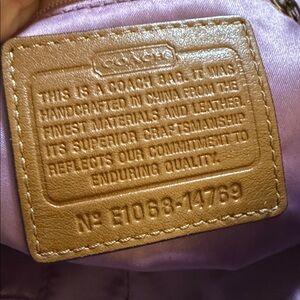 COACH
THIS IS A COACH BAG. IT WAS
HANDCRAFTED IN CHINA FROM THE
FINEST MATERIALS AND LEATHER.
ITS SUPERIOR CRAFTSMANSHIP
REFLECTS OUR COMMITMENT TO
ENDURING QUALITY.
Nº E1068-14769